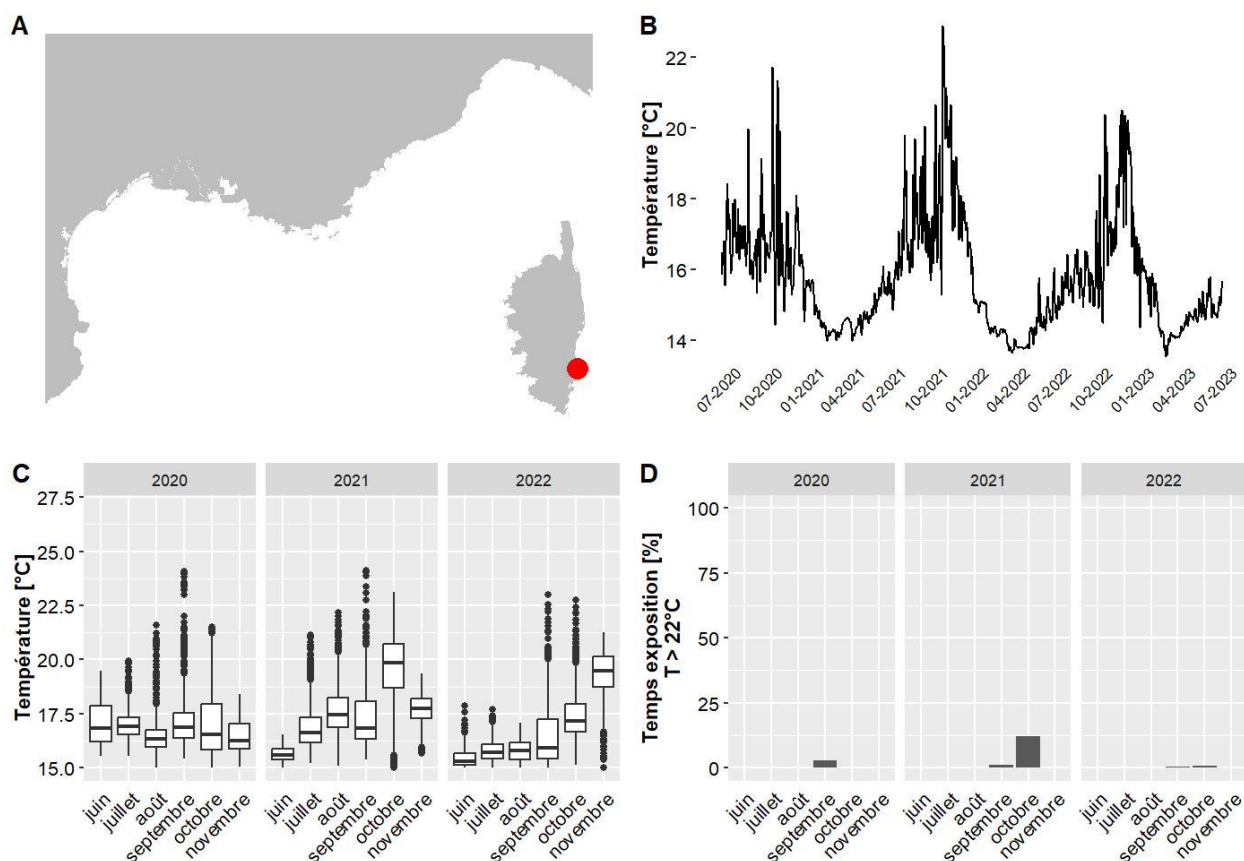 A
B
Température [°C]
22
20
18
16
14
07-2020
10-2020
01-2021
04-2021
07-2021
10-2021
01-2022
04-2022
07-2022
10-2022
01-2023
04-2023
07-2023
C
2020
2021
2022
Température [°C]
27.5
25.0
22.5
20.0
17.5
15.0
juin
juillet
août
septembre
octobre
novembre
juin
juillet
août
septembre
octobre
novembre
juin
juillet
août
septembre
octobre
novembre
D
2020
2021
2022
Temps exposition [%]
T > 22°C
100
75
50
25
0
juin
juillet
août
septembre
octobre
novembre
juin
juillet
août
septembre
octobre
novembre
juin
juillet
août
septembre
octobre
novembre